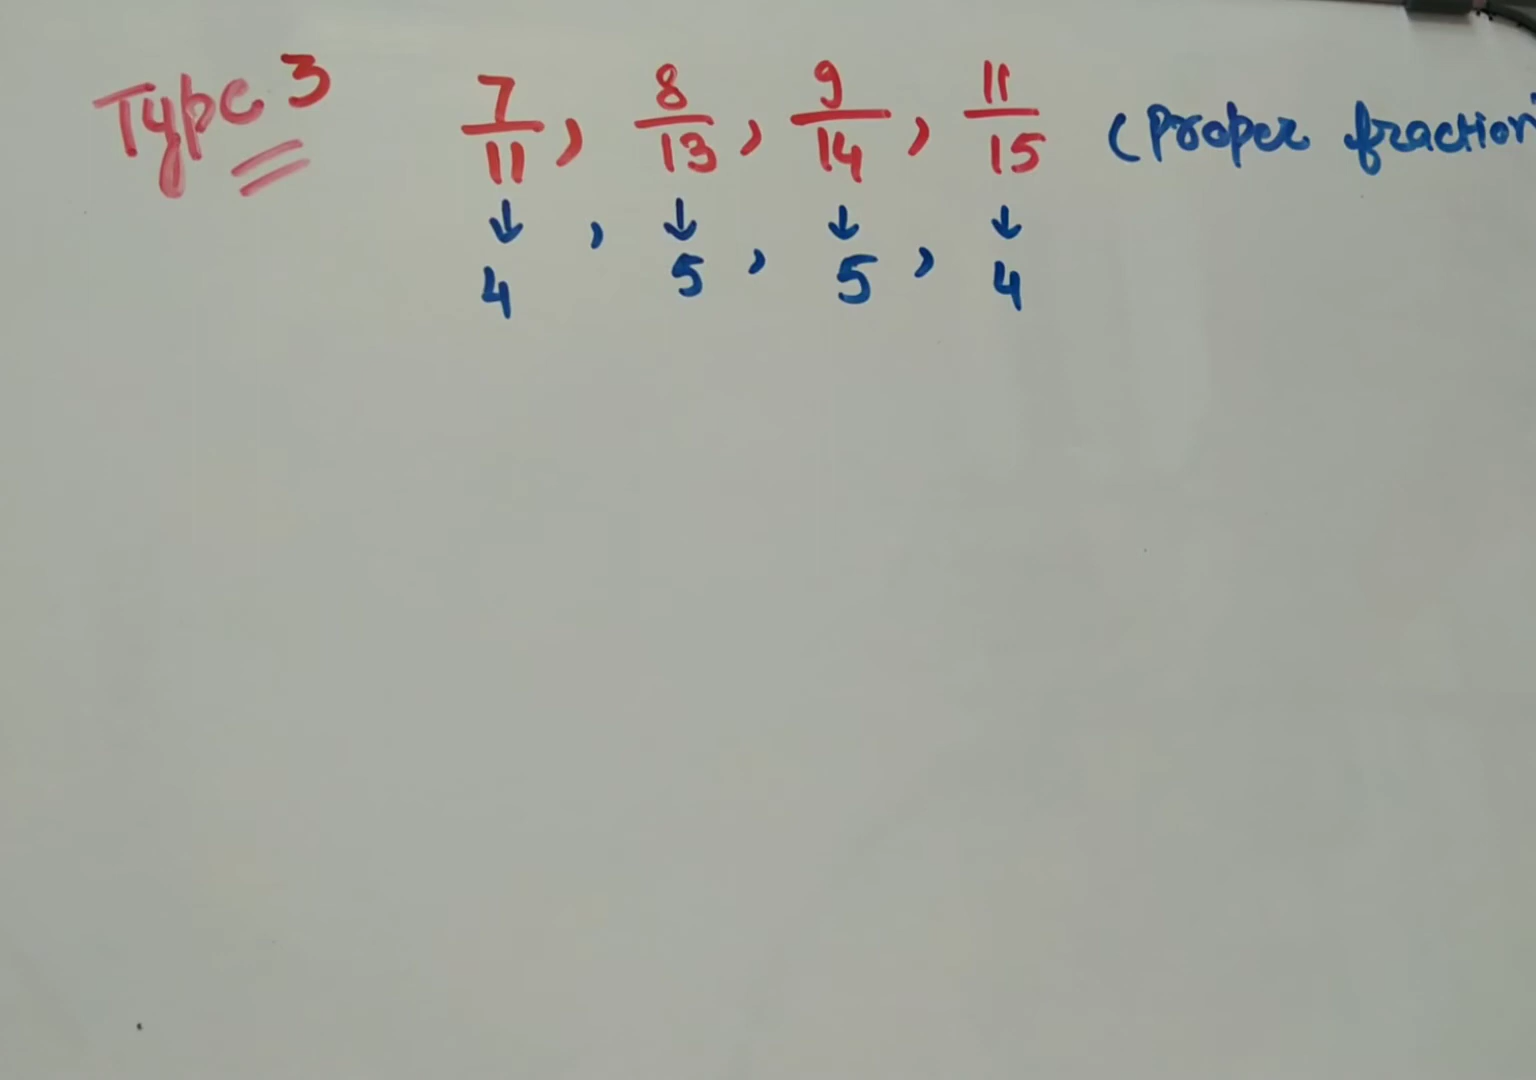 Type 3 7/11, 8/13, 9/14, 11/15 (Proper fraction
↓, ↓ ↓ ↓
4 5, 5, 4